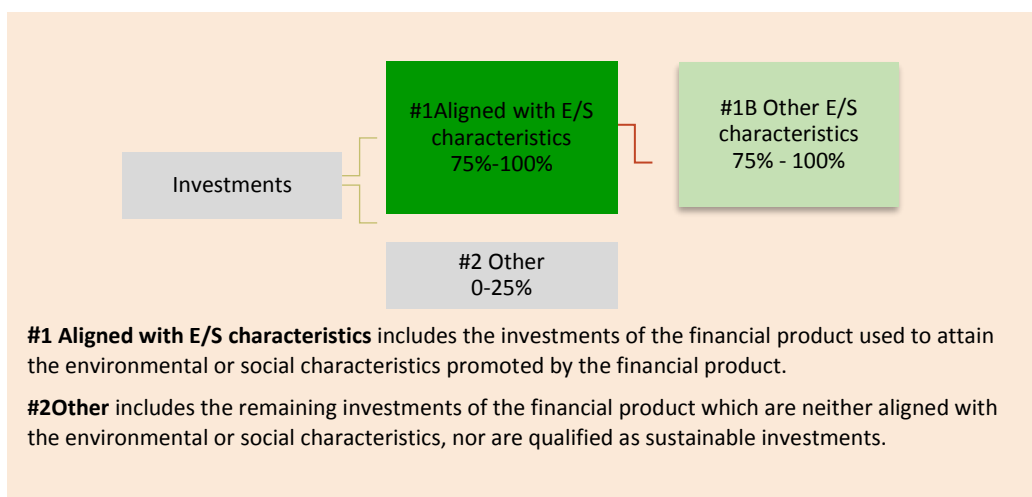 #1Aligned with E/S
characteristics
75%-100%
#1B Other E/S
characteristics
75% - 100%
Investments
#2 Other
0-25%
#1 Aligned with E/S characteristics includes the investments of the financial product used to attain
the environmental or social characteristics promoted by the financial product.
#2Other includes the remaining investments of the financial product which are neither aligned with
the environmental or social characteristics, nor are qualified as sustainable investments.